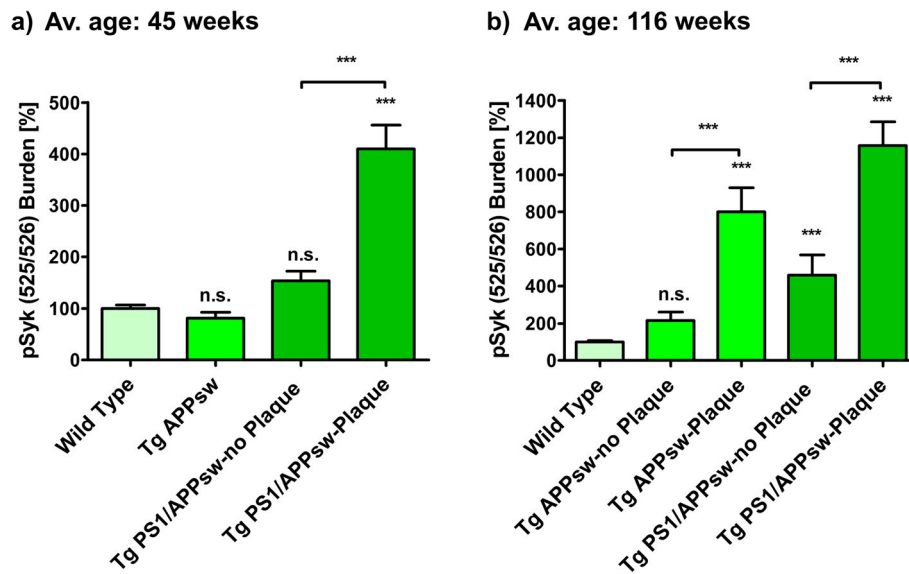 a) Av. age: 45 weeks
***
***
n.s.
n.s.
pSyk (525/526) Burden [%]
500
400
300
200
100
0
Wild Type
Tg APPsw
Tg PS1/APPsw-no Plaque
Tg PS1/APPsw-Plaque
b) Av. age: 116 weeks
***
***
***
***
***
n.s.
pSyk (525/526) Burden [%]
1400
1200
1000
800
600
400
200
0
Wild Type
Tg APPsw-no Plaque
Tg APPsw-Plaque
Tg PS1/APPsw-no Plaque
Tg PS1/APPsw-Plaque